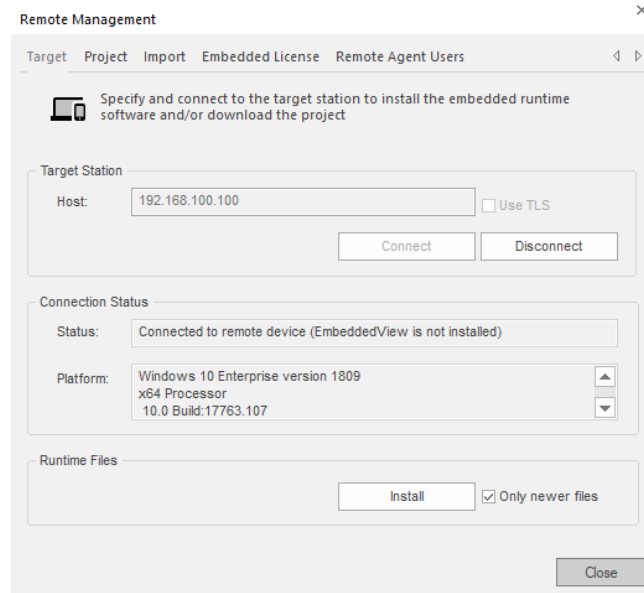 Remote Management
Target Project Import Embedded License Remote Agent Users
Specify and connect to the target station to install the embedded runtime
software and/or download the project
Target Station
Host: 192.168.100.100 Use TLS
Connect Disconnect
Connection Status
Status: Connected to remote device (EmbeddedView is not installed)
Platform: Windows 10 Enterprise version 1809
x64 Processor
10.0 Build:17763.107
Runtime Files
Install Only newer files
Close